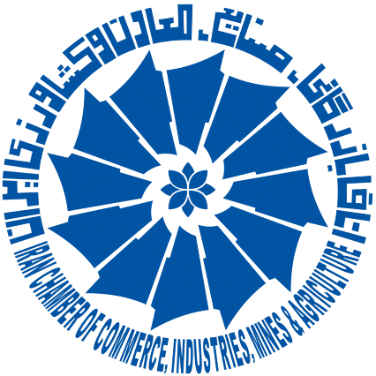 اتاق بازرگانی، صنایع، معادن و کشاورزی ایران
IRAN CHAMBER OF COMMERCE, INDUSTRIES, MINES & AGRICULTURE